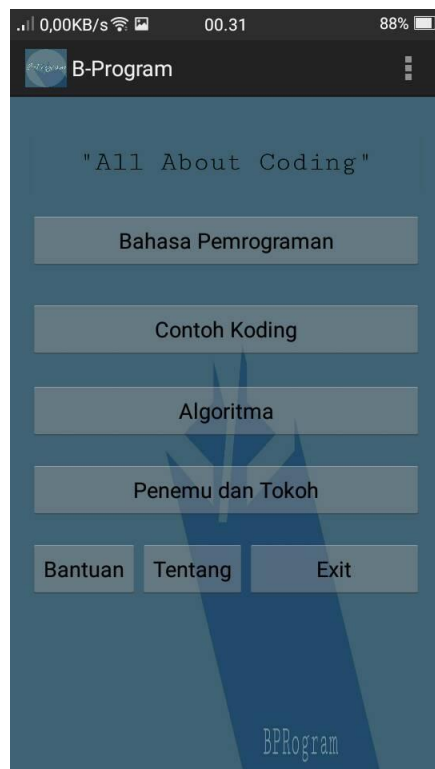 0,00KB/s 00.31 88%
B-Program
"All About Coding"
Bahasa Pemrograman
Contoh Koding
Algoritma
Penemu dan Tokoh
Bantuan Tentang Exit
BPRogram